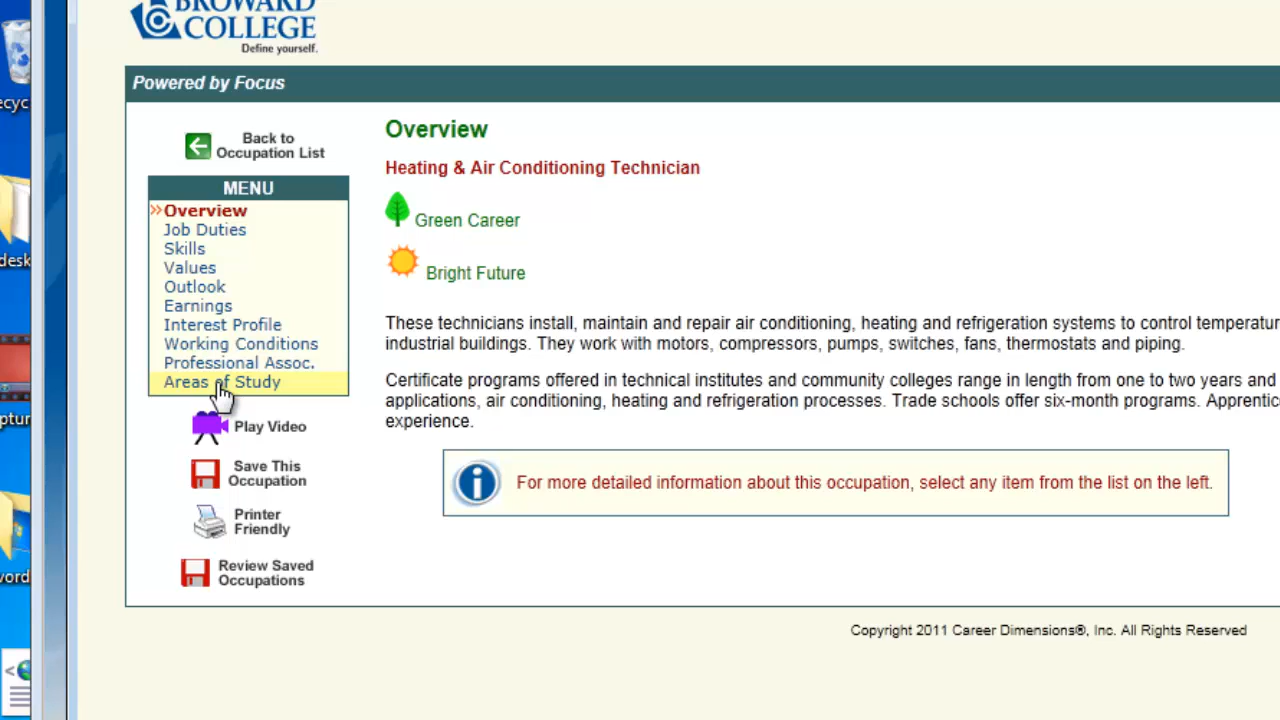 BROWARD
COLLEGE
Define yourself.
Powered by Focus
Back to
Occupation List
MENU
»Overview
Job Duties
Skills
Values
Outlook
Earnings
Interest Profile
Working Conditions
Professional Assoc.
Areas of Study
Play Video
Save This
Occupation
Printer
Friendly
Review Saved
Occupations
Overview
Heating & Air Conditioning Technician
Green Career
Bright Future
These technicians install, maintain and repair air conditioning, heating and refrigeration systems to control
industrial buildings. They work with motors, compressors, pumps, switches, fans, thermostats and piping.
Certificate programs offered in technical institutes and community colleges range in length from one to two years and
applications, air conditioning, heating and refrigeration processes. Trade schools offer six-month programs.
experience.
For more detailed information about this occupation, select any item from the list on the left.
Copyright 2011 Career Dimensions®, Inc. All Rights Reserved